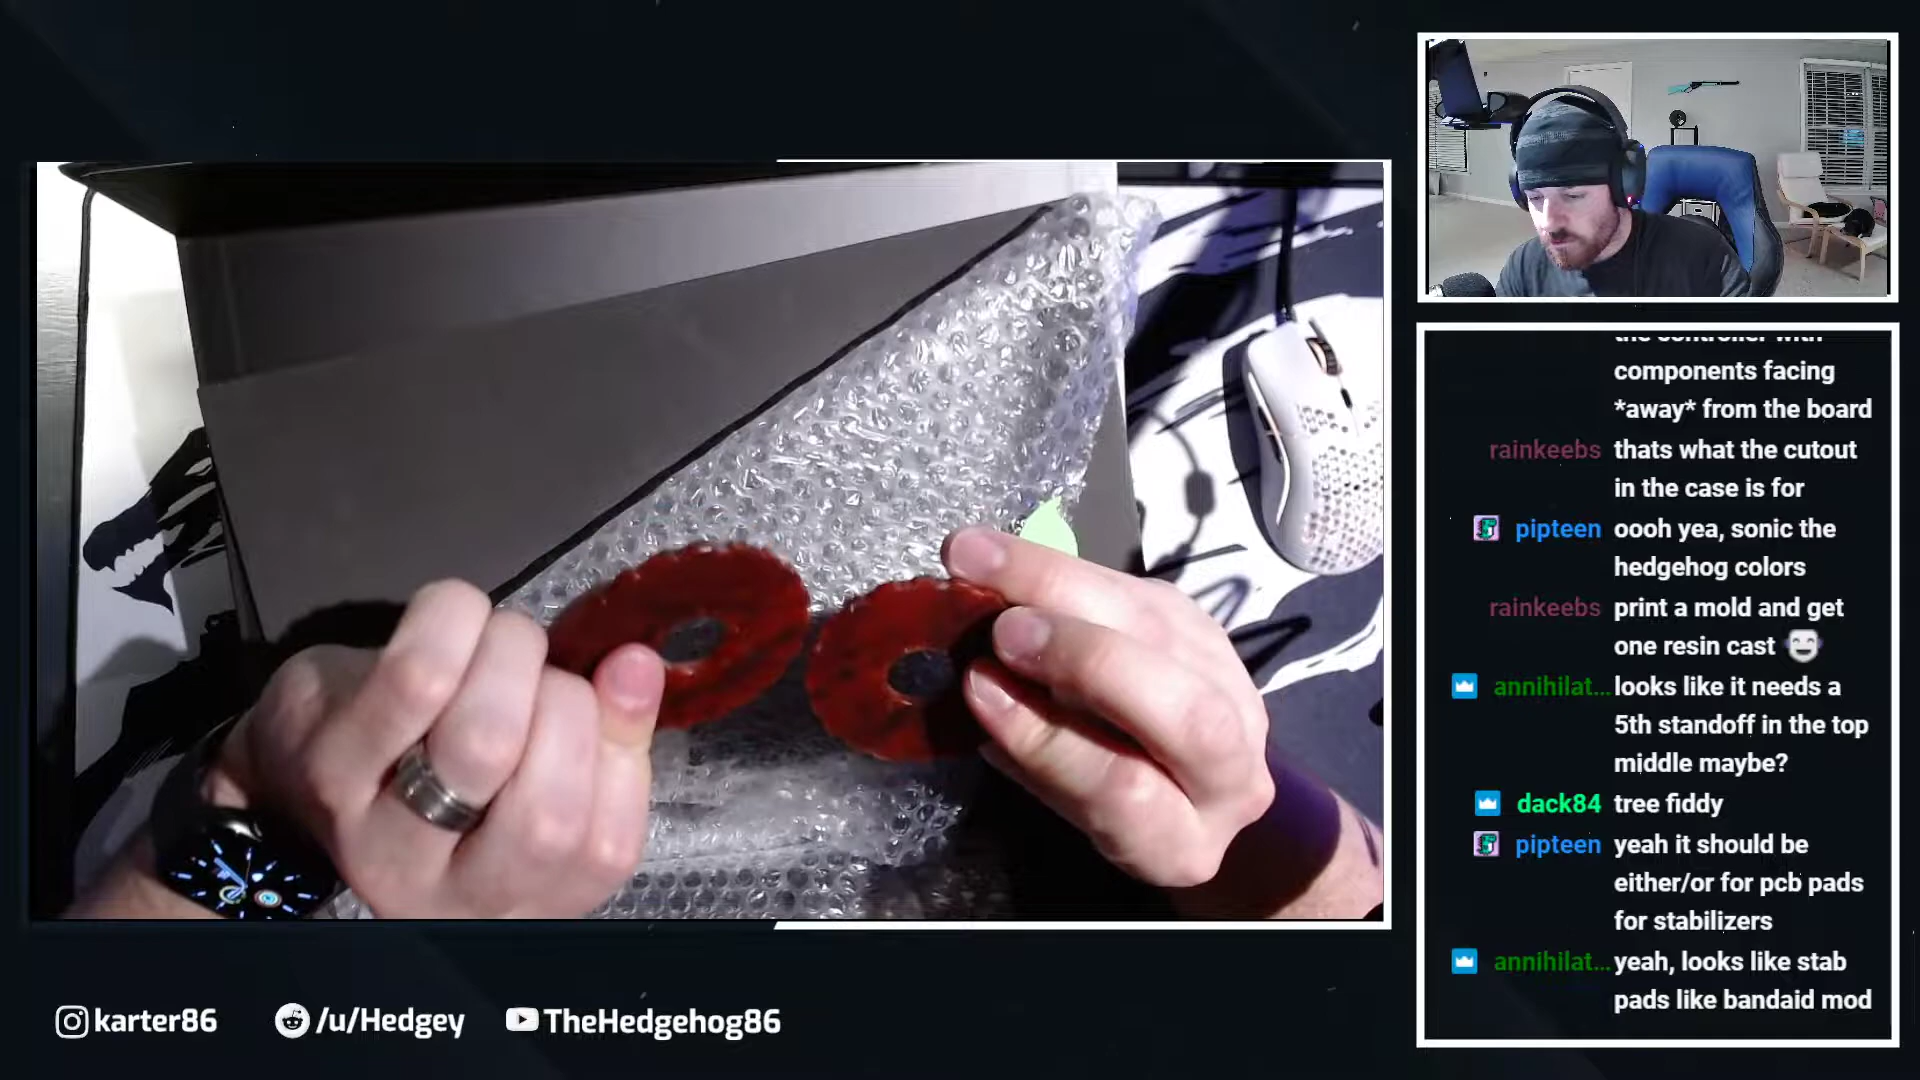 components facing
*away* from the board
rainkeebs thats what the cutout
in the case is for
pipteen oooh yea, sonic the
hedgehog colors
rainkeebs print a mold and get
one resin cast
annihilat... looks like it needs a
5th standoff in the top
middle maybe?
dack84 tree fiddy
pipteen yeah it should be
either/or for pcb pads
for stabilizers
annihilat... yeah, looks like stab
pads like bandaid mod
karter86 /u/Hedgey TheHedgehog86